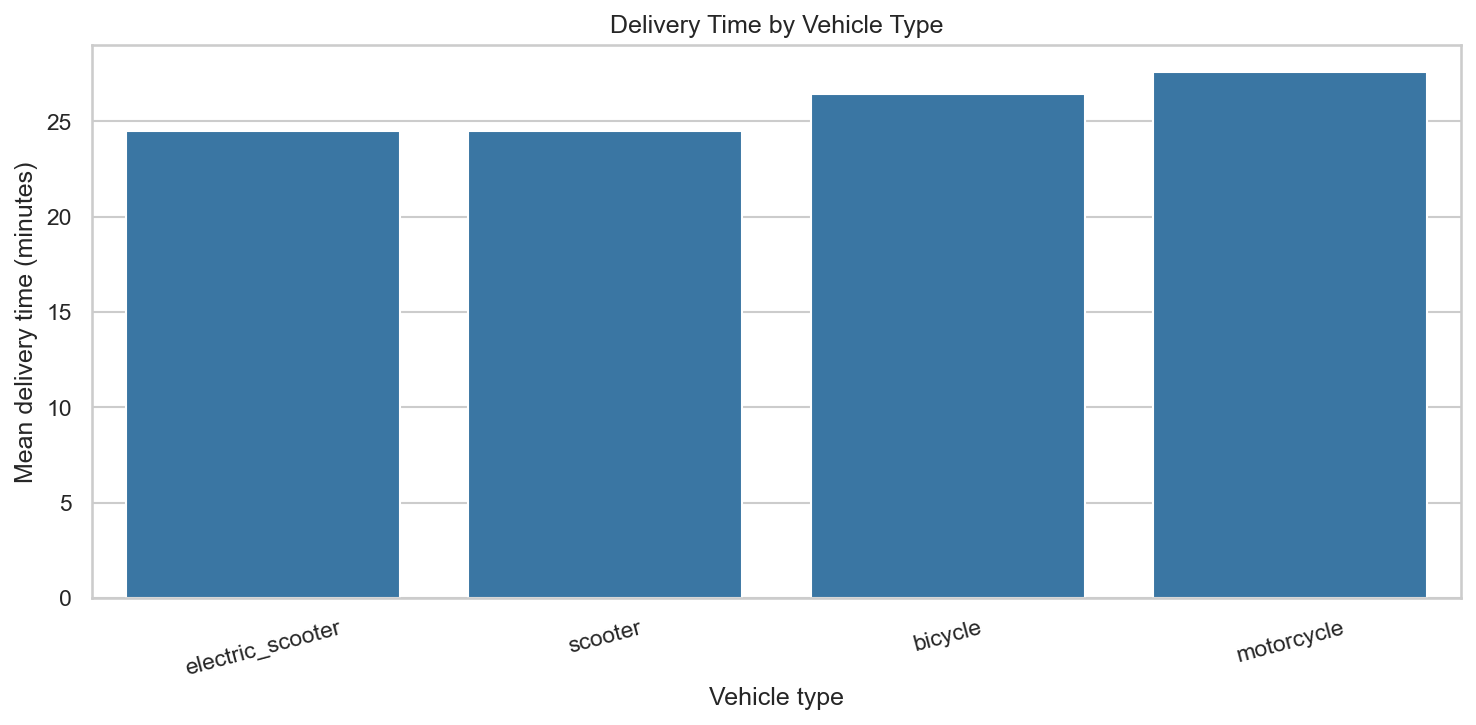 Delivery Time by Vehicle Type
Mean delivery time (minutes)
25
20
15
10
5
0
electric_scooter
scooter
bicycle
motorcycle
Vehicle type